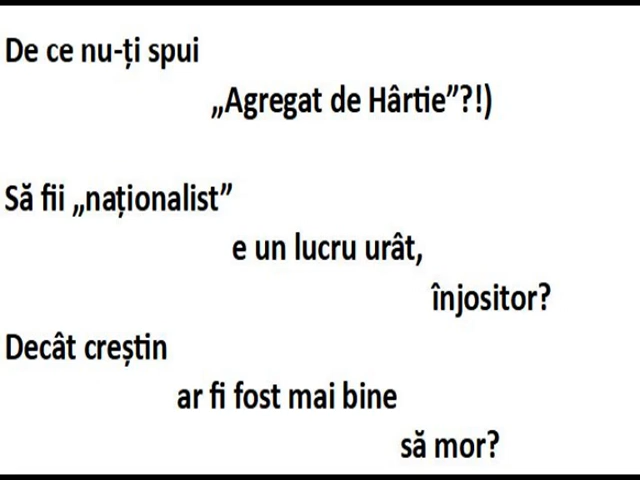 De ce nu-ți spui
„Agregat de Hârtie”?!)
Să fii „naționalist”
e un lucru urât,
înjositor?
Decât creștin
ar fi fost mai bine
să mor?